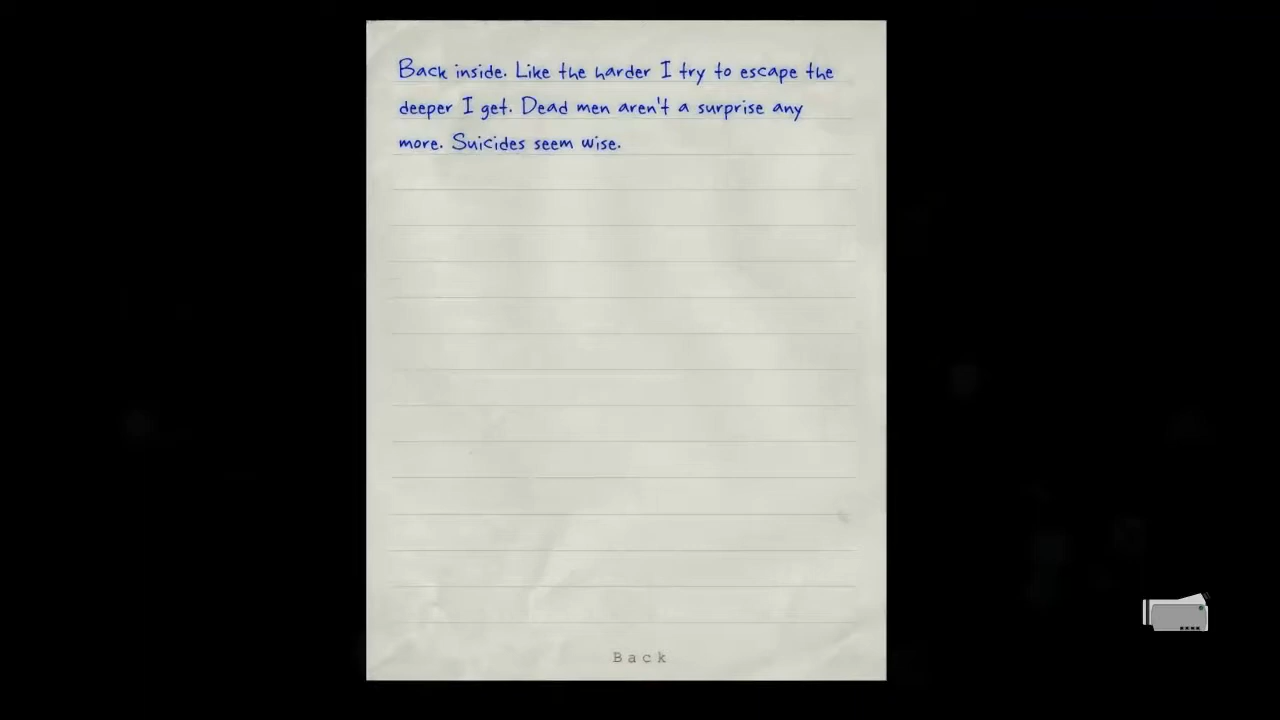 Back inside. Like the harder I try to escape the
deeper I get. Dead men aren't a surprise any
more. Suicides seem wise.
Back